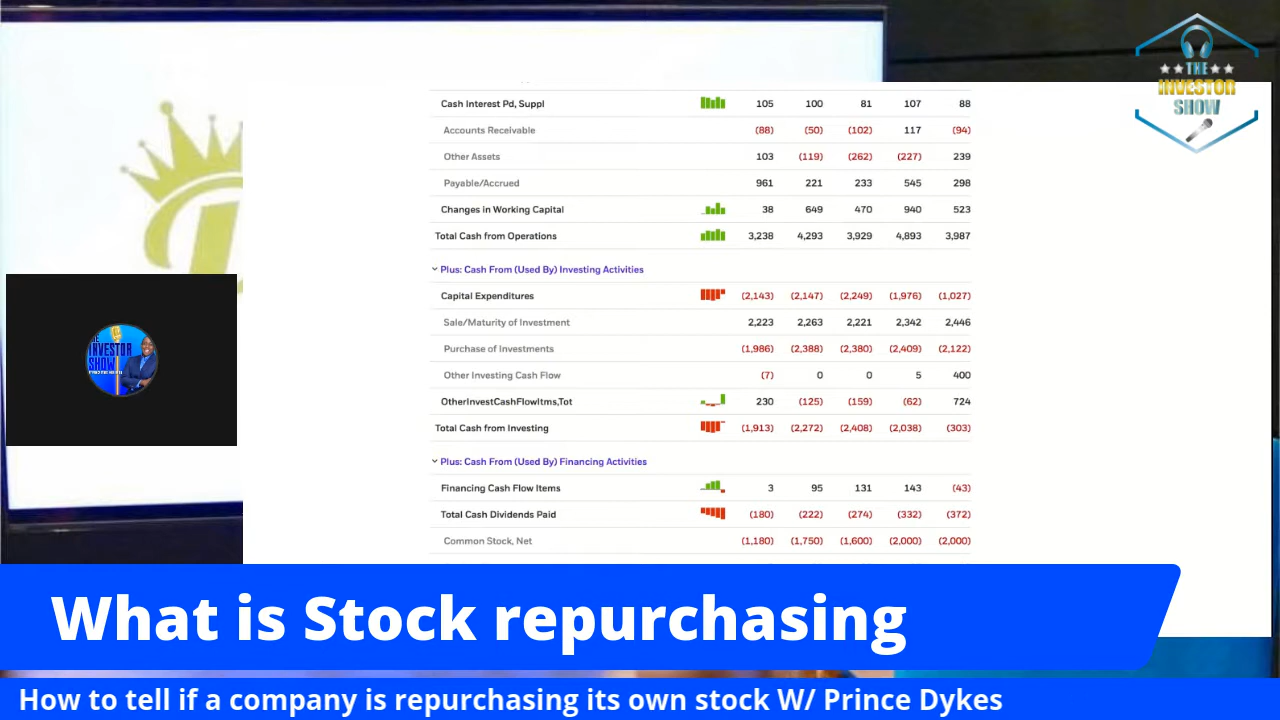 ★★THE★★
INVESTOR
SHOW
Cash Interest Pd, Suppl 105 100 81 107 88
Accounts Receivable (88) (50) (102) 117 (94)
Other Assets 103 (119) (262) (227) 239
Payable/Accrued 961 221 233 545 298
Changes in Working Capital 38 649 470 940 523
Total Cash from Operations 3,238 4,293 3,929 4,893 3,987
Plus: Cash From (Used By) Investing Activities
Capital Expenditures (2,143) (2,147) (2,249) (1,976) (1,027)
Sale/Maturity of Investment 2,223 2,263 2,221 2,342 2,446
Purchase of Investments (1,986) (2,388) (2,380) (2,409) (2,122)
Other Investing Cash Flow (7) 0 0 5 400
OtherInvestCashFlowItms,Tot 230 (125) (159) (62) 724
Total Cash from Investing (1,913) (2,272) (2,408) (2,038) (303)
Plus: Cash From (Used By) Financing Activities
Financing Cash Flow Items 3 95 131 143 (43)
Total Cash Dividends Paid (180) (222) (274) (332) (372)
Common Stock, Net (1,180) (1,750) (1,600) (2,000) (2,000)
INVESTOR
SHOW
What is Stock repurchasing
How to tell if a company is repurchasing its own stock W/ Prince Dykes